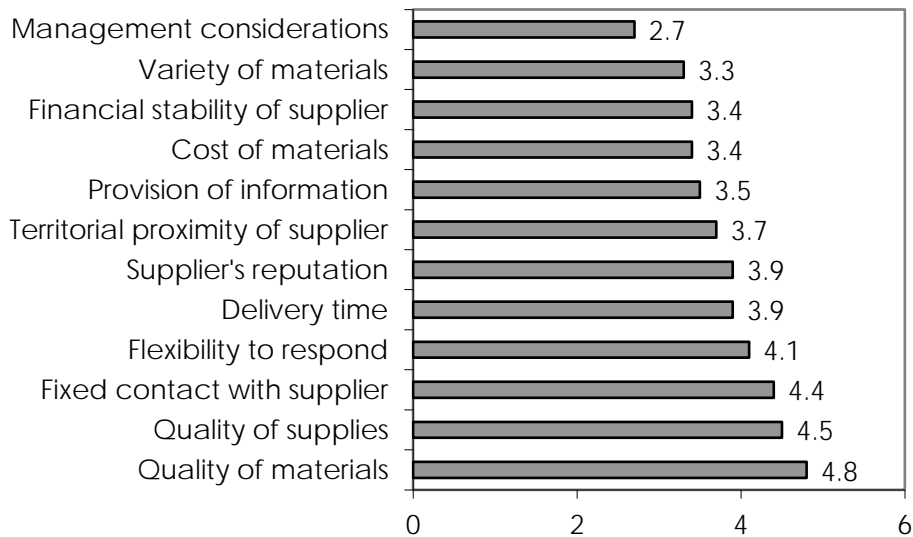 Management considerations 2.7
Variety of materials 3.3
Financial stability of supplier 3.4
Cost of materials 3.4
Provision of information 3.5
Territorial proximity of supplier 3.7
Supplier's reputation 3.9
Delivery time 3.9
Flexibility to respond 4.1
Fixed contact with supplier 4.4
Quality of supplies 4.5
Quality of materials 4.8
0 2 4 6